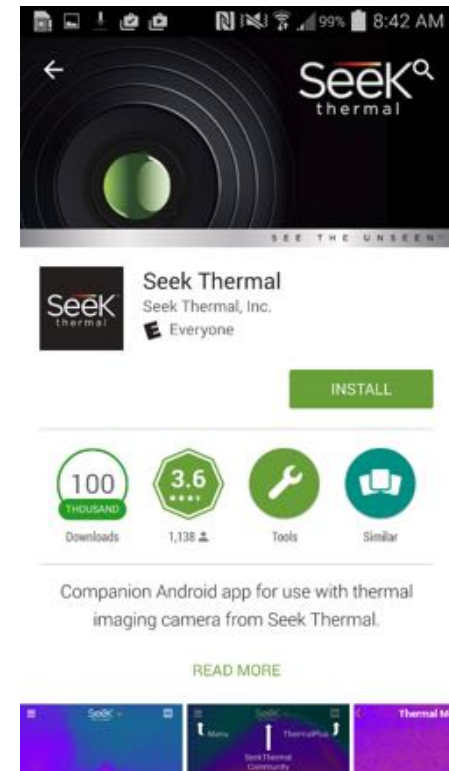 99% 8:42 AM
Seek
thermal
SEE THE UNSEEN
Seek
thermal
Seek Thermal
Seek Thermal, Inc.
E Everyone
INSTALL
100
THOUSAND
Downloads
3.6
1,138
Tools
Similar
Companion Android app for use with thermal
imaging camera from Seek Thermal.
READ MORE
Seek
Seek
Menu
ThermalPlus
SeekThermal
Community
Thermal M